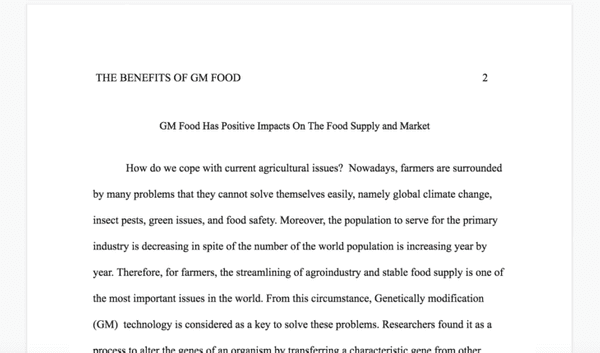 THE BENEFITS OF GM FOOD 2
GM Food Has Positive Impacts On The Food Supply and Market
How do we cope with current agricultural issues?  Nowadays, farmers are surrounded
by many problems that they cannot solve themselves easily, namely global climate change,
insect pests, green issues, and food safety. Moreover, the population to serve for the primary
industry is decreasing in spite of the number of the world population is increasing year by
year. Therefore, for farmers, the streamlining of agroindustry and stable food supply is one of
the most important issues in the world. From this circumstance, Genetically modification
(GM)  technology is considered as a key to solve these problems. Researchers found it as a
process to alter the genes of an organism by transferring a characteristic gene from other